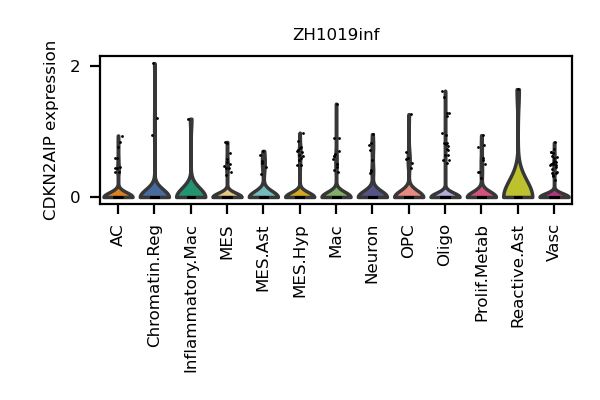 ZH1019inf
CDKN2AIP expression
2
0
AC
Chromatin.Reg
Inflammatory.Mac
MES
MES.Ast
MES.Hyp
Mac
Neuron
OPC
Oligo
Prolif.Metab
Reactive.Ast
Vasc